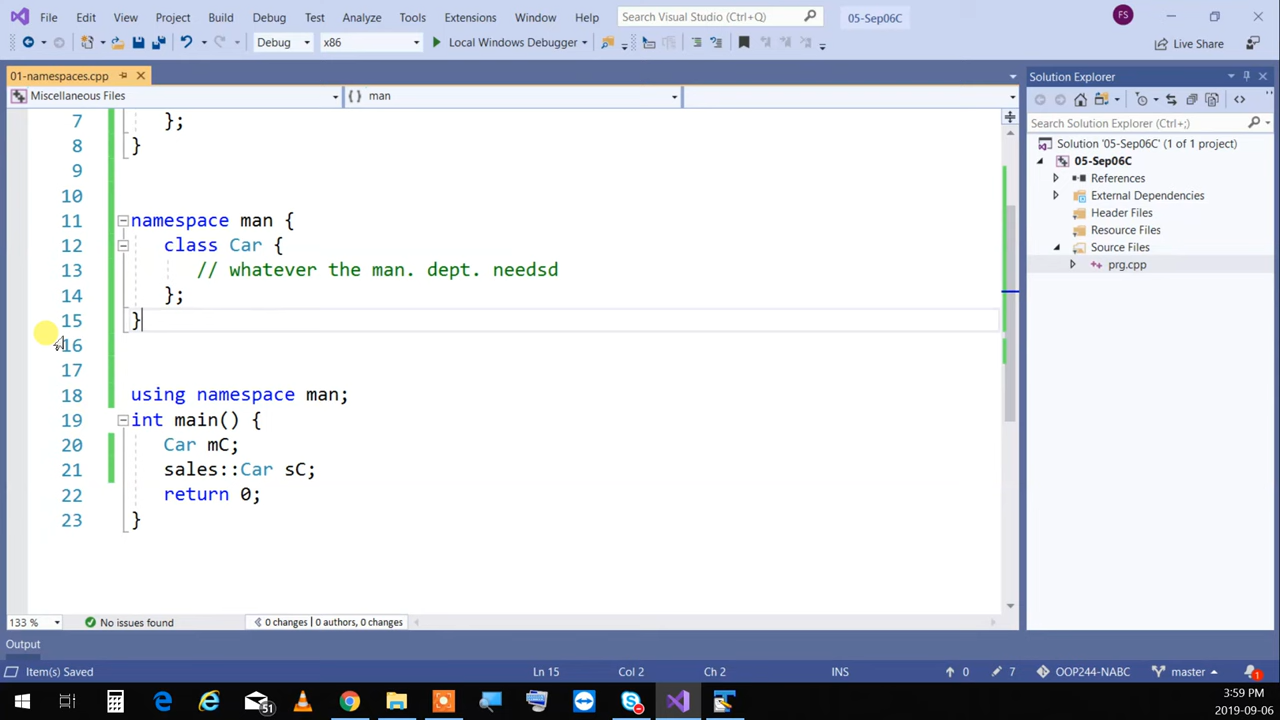 File Edit View Project Build Debug Test Analyze Tools Extensions Window Help Search Visual Studio (Ctrl+Q) 05-Sep06C FS
Debug x86 Local Windows Debugger Live Share
01-namespaces.cpp
Miscellaneous Files {} man
7 };
8 }
9
10
11 namespace man {
12 class Car {
13 // whatever the man. dept. needsd
14 };
15 }
16
17
18 using namespace man;
19 int main() {
20 Car mC;
21 sales::Car sC;
22 return 0;
23 }
133 % No issues found 0 changes | 0 authors, 0 changes
Solution Explorer
Search Solution Explorer (Ctrl+;)
Solution '05-Sep06C' (1 of 1 project)
05-Sep06C
References
External Dependencies
Header Files
Resource Files
Source Files
prg.cpp
Output
Item(s) Saved Ln 15 Col 2 Ch 2 INS 0 7 OOP244-NABC master 1
51
3:59 PM
2019-09-06